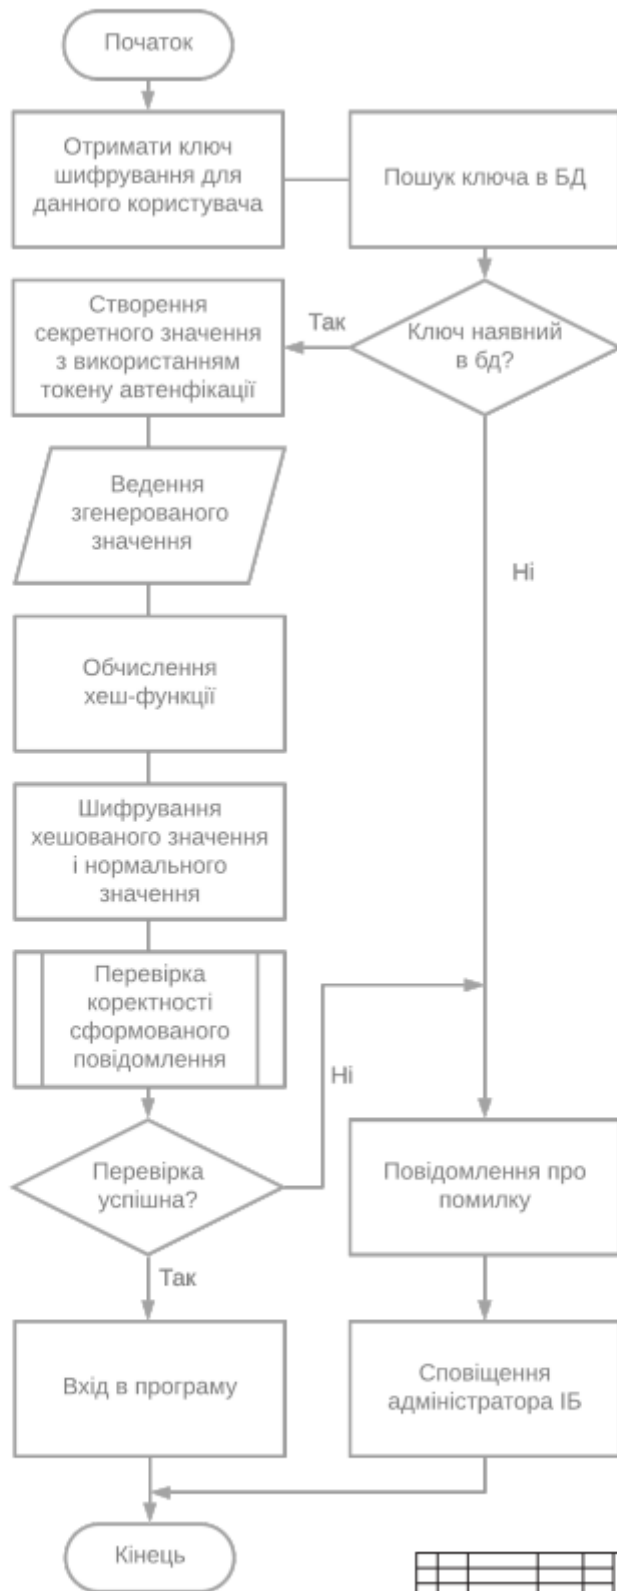 Початок
Отримати ключ
шифрування для
данного користувача
Пошук ключа в БД
Створення
секретного значення
з використанням
токену автенфікації
Так
Ключ наявний
в бд?
Ведення
згенерованого
значення
Ні
Обчислення
хеш-функції
Шифрування
хешованого значення
і нормального
значення
Перевірка
коректності
сформованого
повідомлення
Ні
Перевірка
успішна?
Повідомлення про
помилку
Так
Вхід в програму
Сповіщення
адміністратора ІБ
Кінець